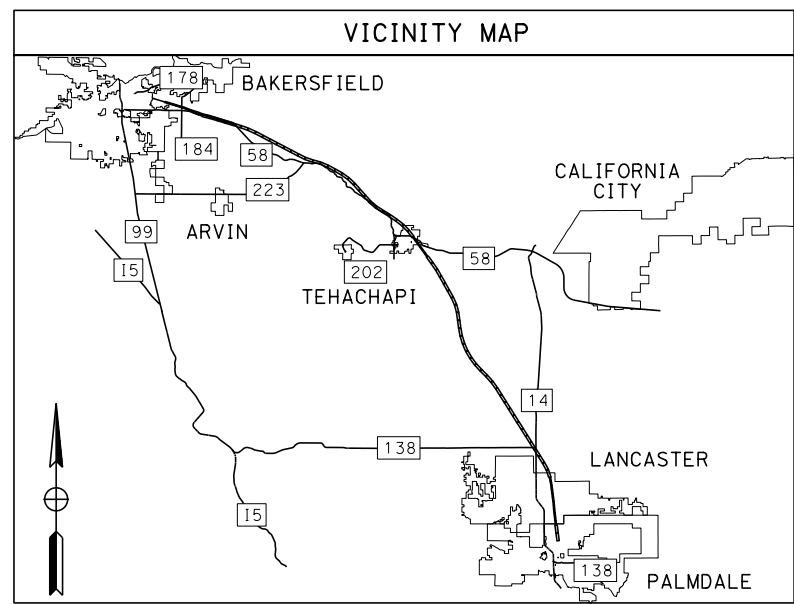 VICINITY MAP
178
BAKERSFIELD
184
58
223
CALIFORNIA
CITY
99
ARVIN
I5
202
58
TEHACHAPI
14
138
LANCASTER
I5
138
PALMDALE